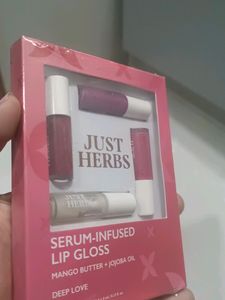 JUST
HERBS
SERUM-INFUSED
LIP GLOSS
MANGO BUTTER + JOJOBA OIL
DEEP LOVE